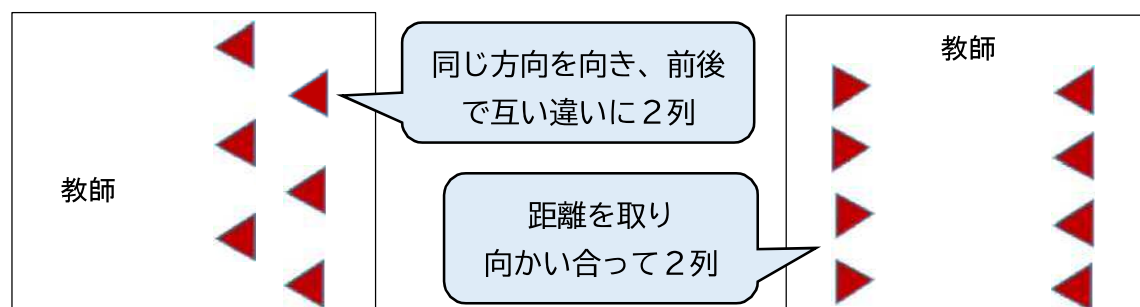 同じ方向を向き、前後
で互い違いに２列
教師
教師
距離を取り
向かい合って２列